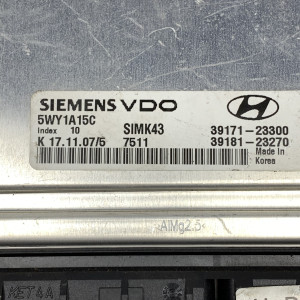 SIEMENS VDO
5WY1A15C
Index 10 SIMK43 39171-23300
K 17.11.07/5 7511 39181-23270
Made in
Korea
>AlMg2.5<
KET4A